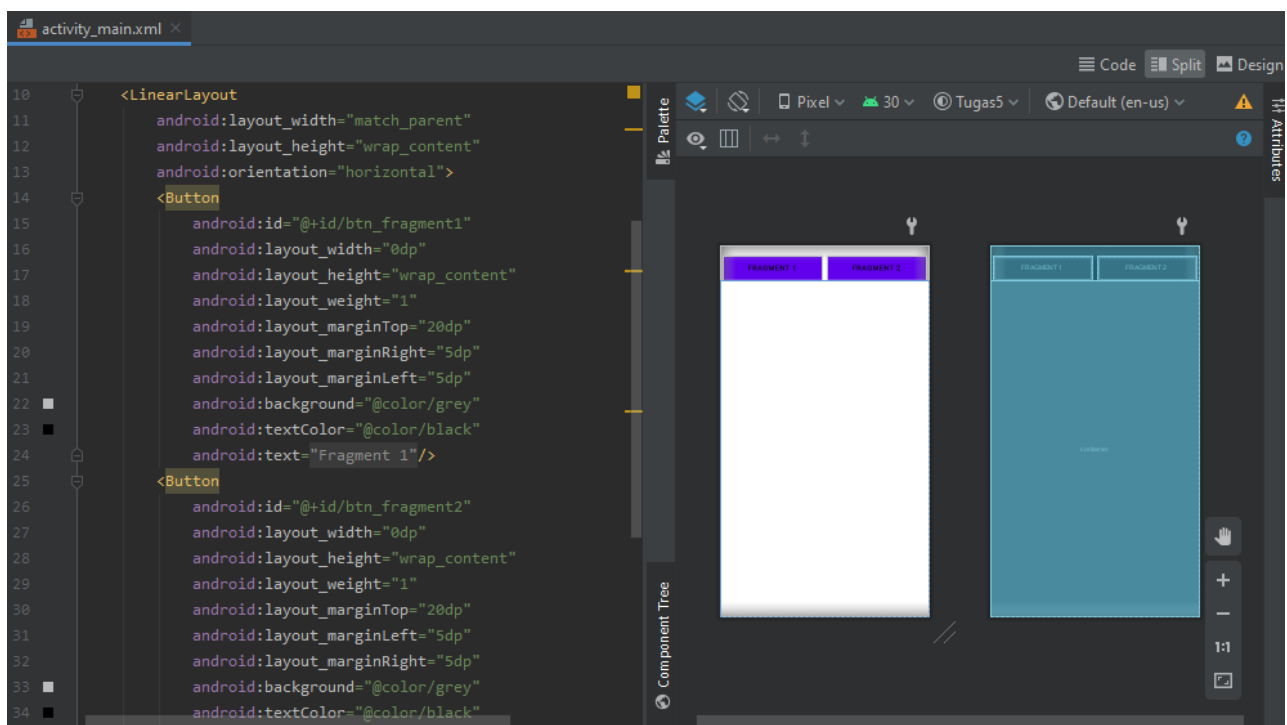 activity_main.xml
Code Split Design
10 <LinearLayout
11 android:layout_width="match_parent"
12 android:layout_height="wrap_content"
13 android:orientation="horizontal">
14 <Button
15 android:id="@+id/btn_fragment1"
16 android:layout_width="0dp"
17 android:layout_height="wrap_content"
18 android:layout_weight="1"
19 android:layout_marginTop="20dp"
20 android:layout_marginRight="5dp"
21 android:layout_marginLeft="5dp"
22 android:background="@color/grey"
23 android:textColor="@color/black"
24 android:text="Fragment 1"/>
25 <Button
26 android:id="@+id/btn_fragment2"
27 android:layout_width="0dp"
28 android:layout_height="wrap_content"
29 android:layout_weight="1"
30 android:layout_marginTop="20dp"
31 android:layout_marginLeft="5dp"
32 android:layout_marginRight="5dp"
33 android:background="@color/grey"
34 android:textColor="@color/black"
Palette
Component Tree
Pixel 30 Tugas5 Default (en-us)
Attributes
FRAGMENT 1 FRAGMENT 2
FRAGMENT 1 FRAGMENT 2
1:1